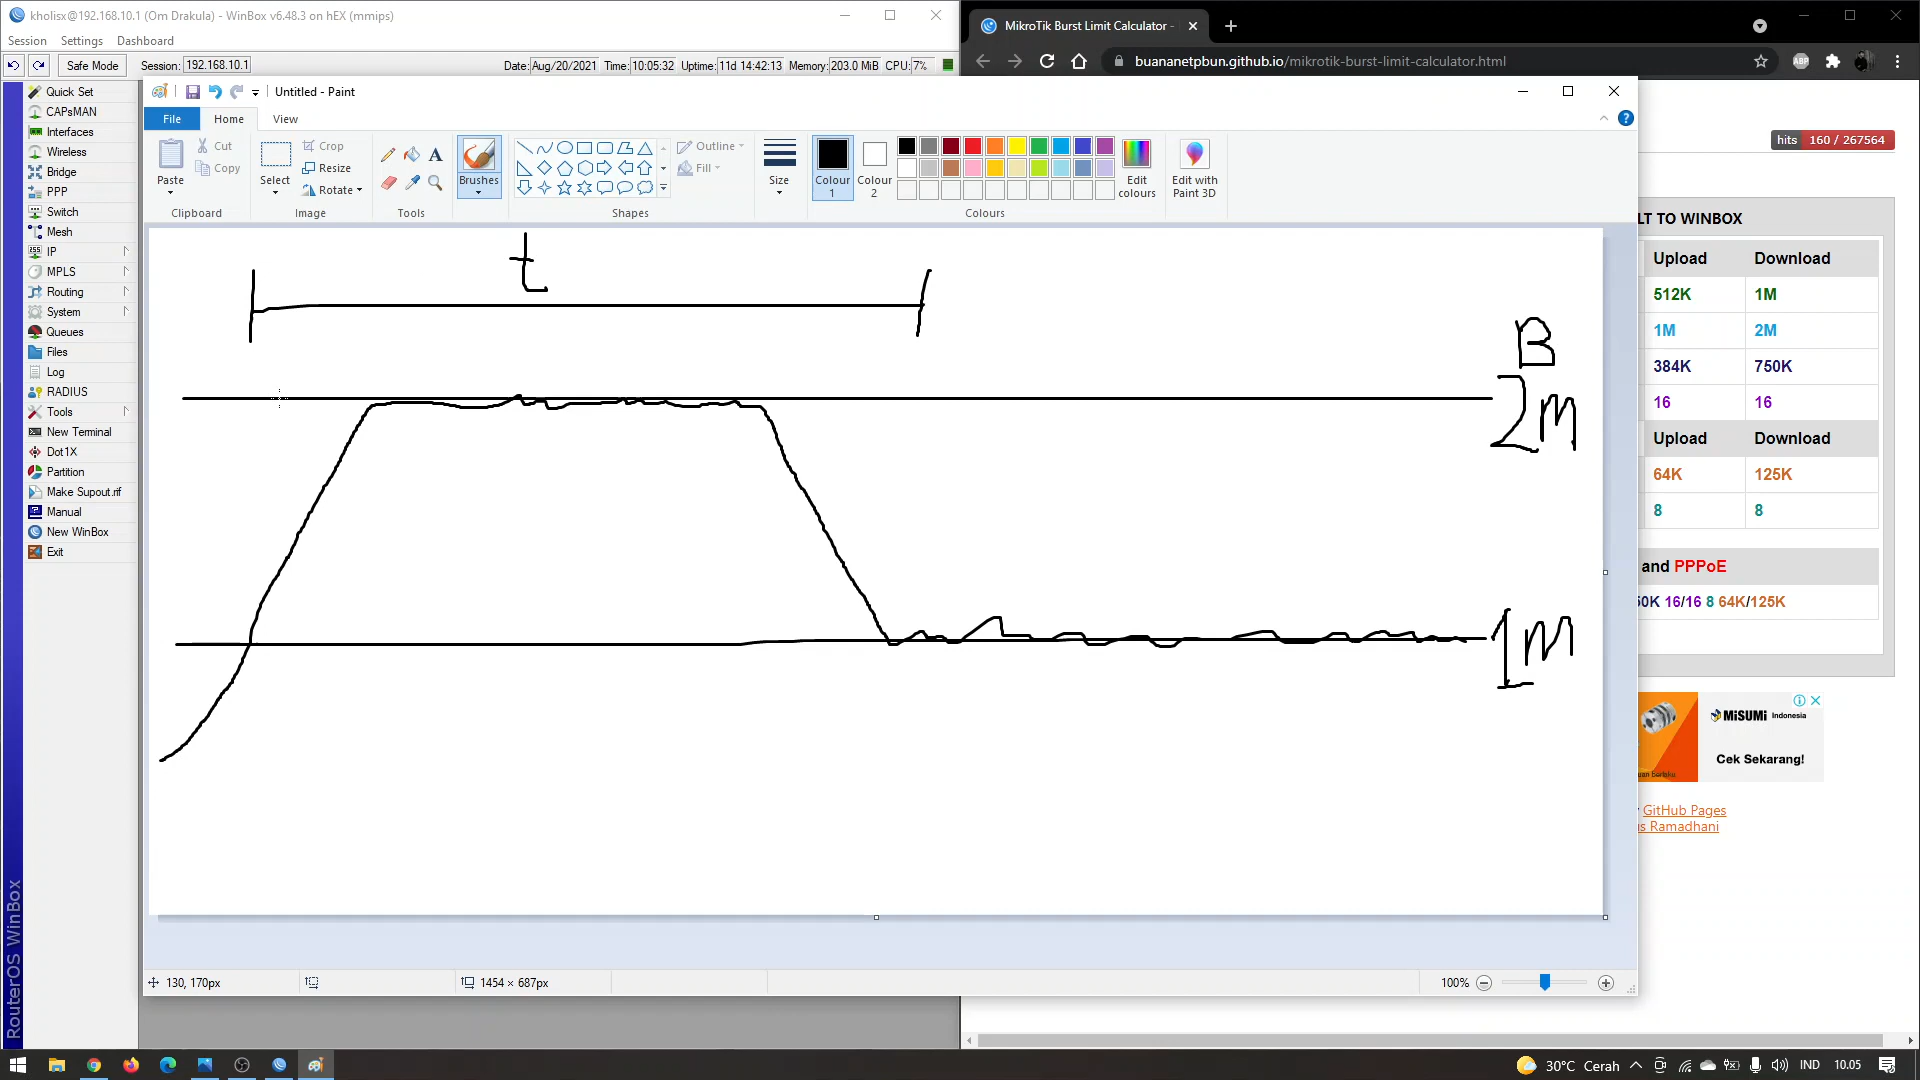 kholisx@192.168.10.1 (Om Drakula) - WinBox v6.48.3 on hEX (mmips)
Session Settings Dashboard
Safe Mode Session: 192.168.10.1 Date: Aug/20/2021 Time: 10:05:32 Uptime: 11d 14:42:13 Memory: 203.0 MiB CPU: 7%
Quick Set
CAPsMAN
Interfaces
Wireless
Bridge
PPP
Switch
Mesh
IP
MPLS
Routing
System
Queues
Files
Log
RADIUS
Tools
New Terminal
Dot1X
Partition
Make Supout.rif
Manual
New WinBox
Exit
RouterOS WinBox
Untitled - Paint
File Home View
Paste
Cut
Copy
Clipboard
Select
Crop
Resize
Rotate
Image
Tools
Brushes
Outline
Fill
Shapes
Size
Colour 1
Colour 2
Edit colours
Edit with Paint 3D
Colours
t
B
2M
1M
130, 170px
1454 × 687px
100%
MikroTik Burst Limit Calculator -
buananetpbun.github.io/mikrotik-burst-limit-calculator.html
ABP
hits 160 / 267564
LT TO WINBOX
Upload Download
512K 1M
1M 2M
384K 750K
16 16
Upload Download
64K 125K
8 8
and PPPoE
50K 16/16 8 64K/125K
MiSUMi Indonesia
Cek Sekarang!
GitHub Pages
us Ramadhani
30°C Cerah
IND
10.05